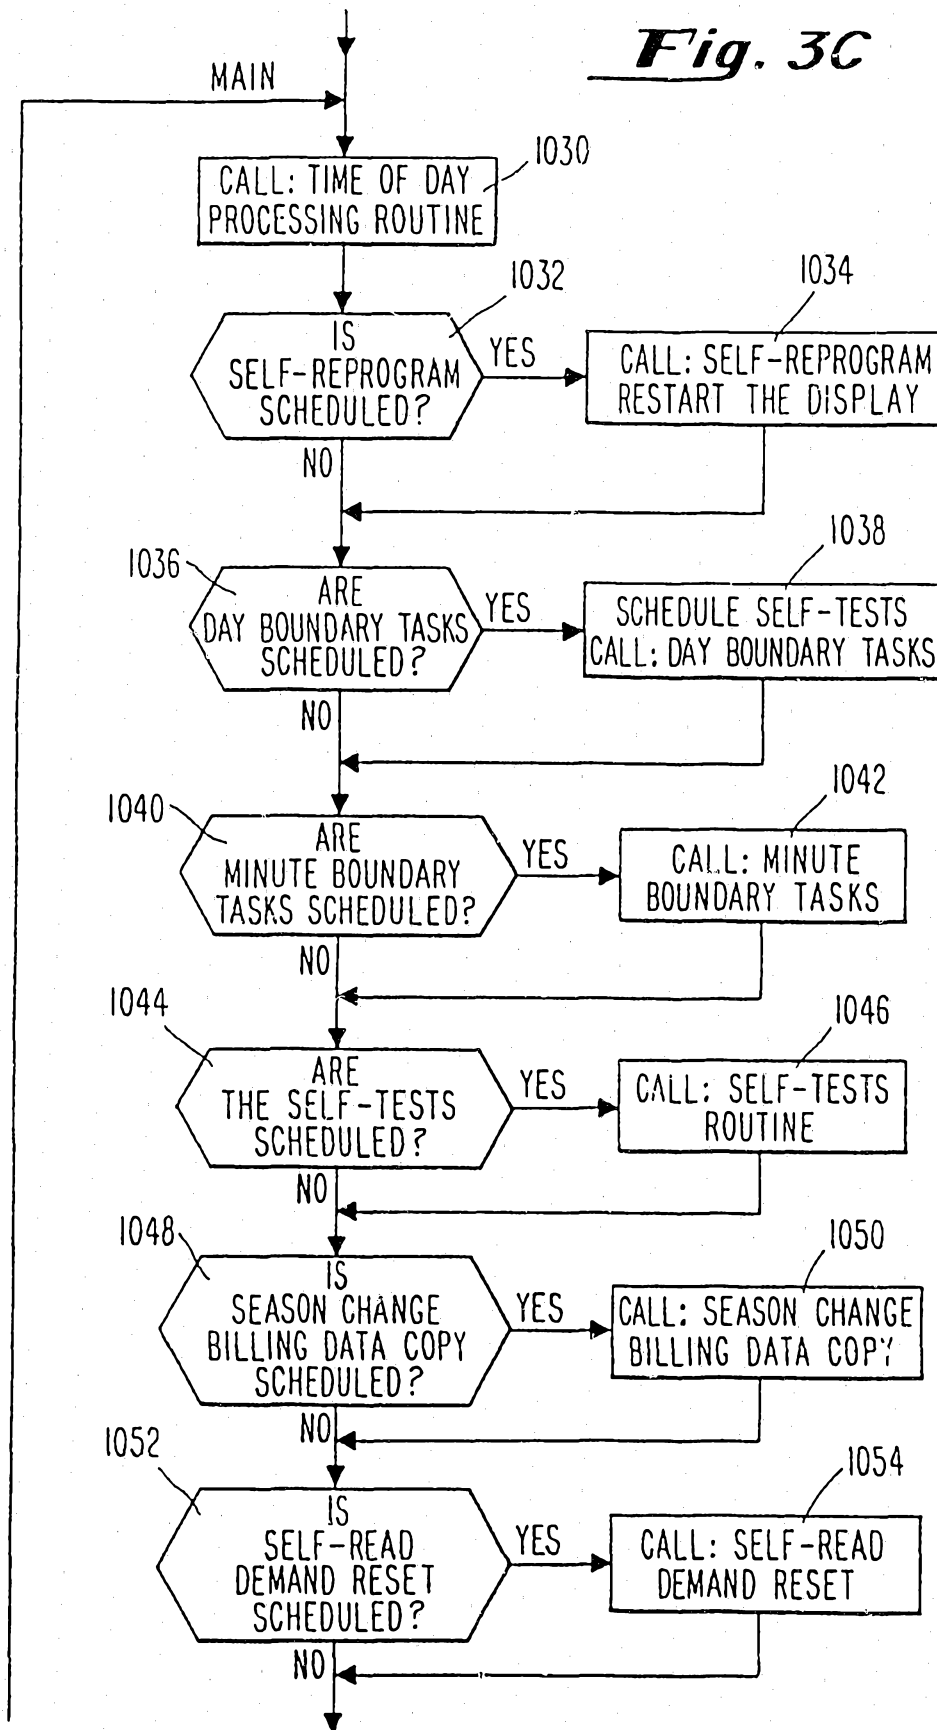 Fig. 3C
MAIN
1030
CALL: TIME OF DAY
PROCESSING ROUTINE
1032
IS
SELF-REPROGRAM
SCHEDULED?
YES
1034
CALL: SELF-REPROGRAM
RESTART THE DISPLAY
NO
1036
ARE
DAY BOUNDARY TASKS
SCHEDULED?
YES
1038
SCHEDULE SELF-TESTS
CALL: DAY BOUNDARY TASKS
NO
1040
ARE
MINUTE BOUNDARY
TASKS SCHEDULED?
YES
1042
CALL: MINUTE
BOUNDARY TASKS
NO
1044
ARE
THE SELF-TESTS
SCHEDULED?
YES
1046
CALL: SELF-TESTS
ROUTINE
NO
1048
IS
SEASON CHANGE
BILLING DATA COPY
SCHEDULED?
YES
1050
CALL: SEASON CHANGE
BILLING DATA COPY
NO
1052
IS
SELF-READ
DEMAND RESET
SCHEDULED?
YES
1054
CALL: SELF-READ
DEMAND RESET
NO